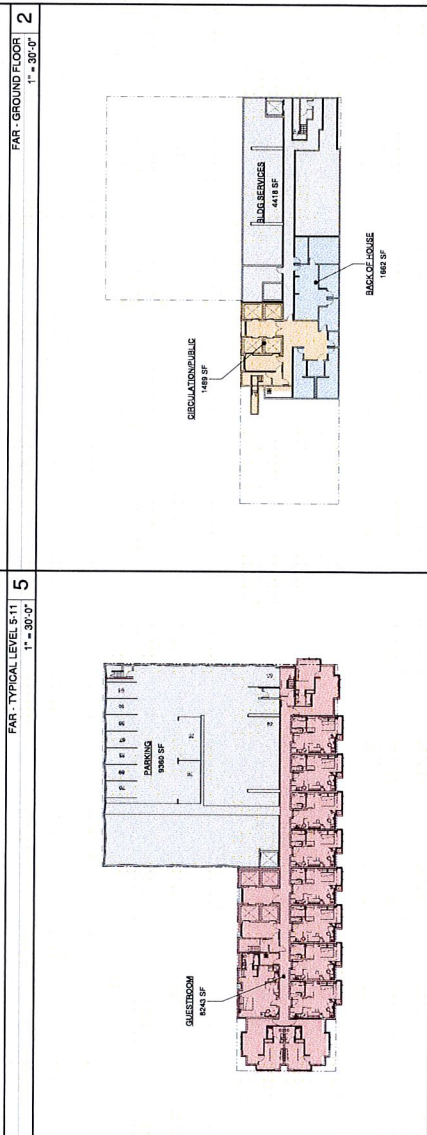 FAR - GROUND FLOOR 2
1" = 30'-0"
BLDG SERVICES
4418 SF
CIRCULATION/PUBLIC
1489 SF
BACK OF HOUSE
1662 SF
FAR - TYPICAL LEVEL 5-11 5
1" = 30'-0"
PARKING
9360 SF
GUESTROOM
8243 SF